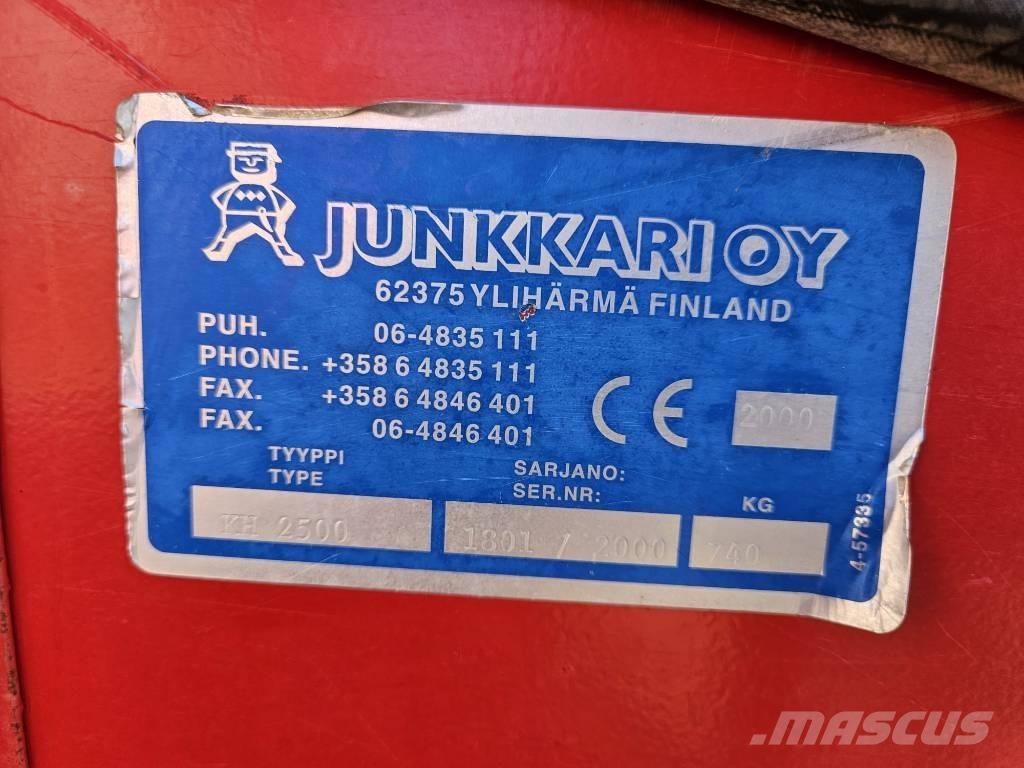 JUNKKARI OY
62375 YLIHÄRMÄ FINLAND
PUH. 06-4835 111
PHONE. +358 6 4835 111
FAX. +358 6 4846 401
FAX. 06-4846 401
CE 2000
TYYPPI
TYPE
SARJANO:
SER.NR:
KG
KH 2500
1801 / 2000
740
4-57335
MASCUS